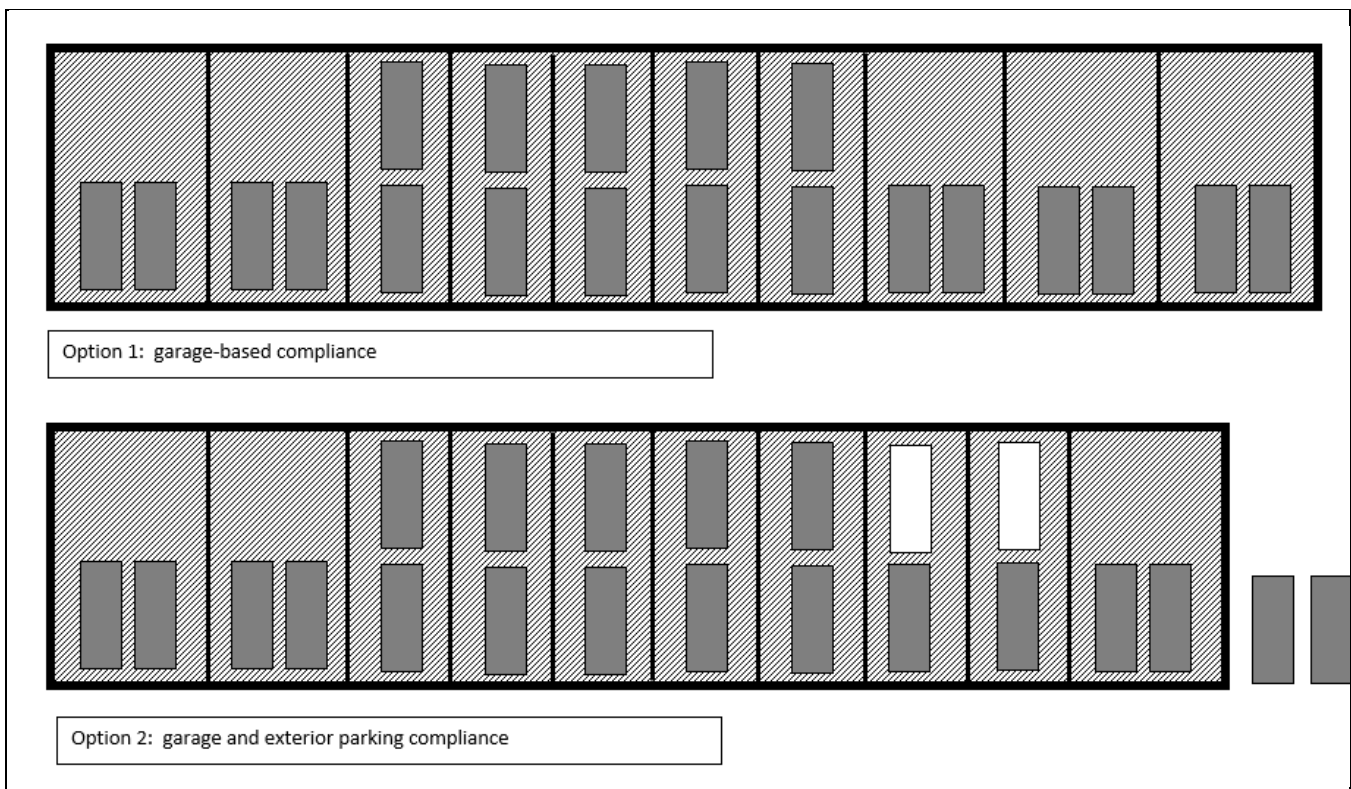 Option 1: garage-based compliance
Option 2: garage and exterior parking compliance